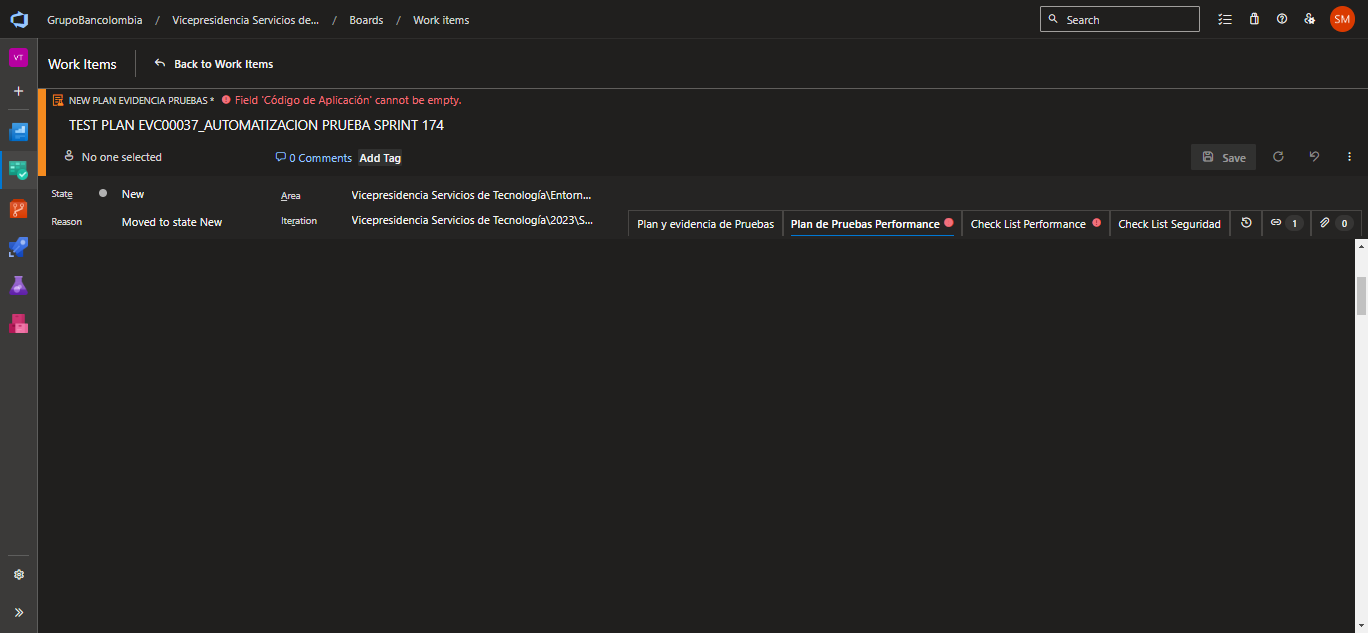 GrupoBancolombia / Vicepresidencia Servicios de... / Boards / Work items
Search
SM
VT
Work Items
Back to Work Items
NEW PLAN EVIDENCIA PRUEBAS * Field 'Código de Aplicación' cannot be empty.
TEST PLAN EVC00037_AUTOMATIZACION PRUEBA SPRINT 174
No one selected
0 Comments
Add Tag
Save
State
New
Area
Vicepresidencia Servicios de Tecnología\Entorn...
Reason
Moved to state New
Iteration
Vicepresidencia Servicios de Tecnología\2023\S...
Plan y evidencia de Pruebas
Plan de Pruebas Performance
Check List Performance
Check List Seguridad
1
0